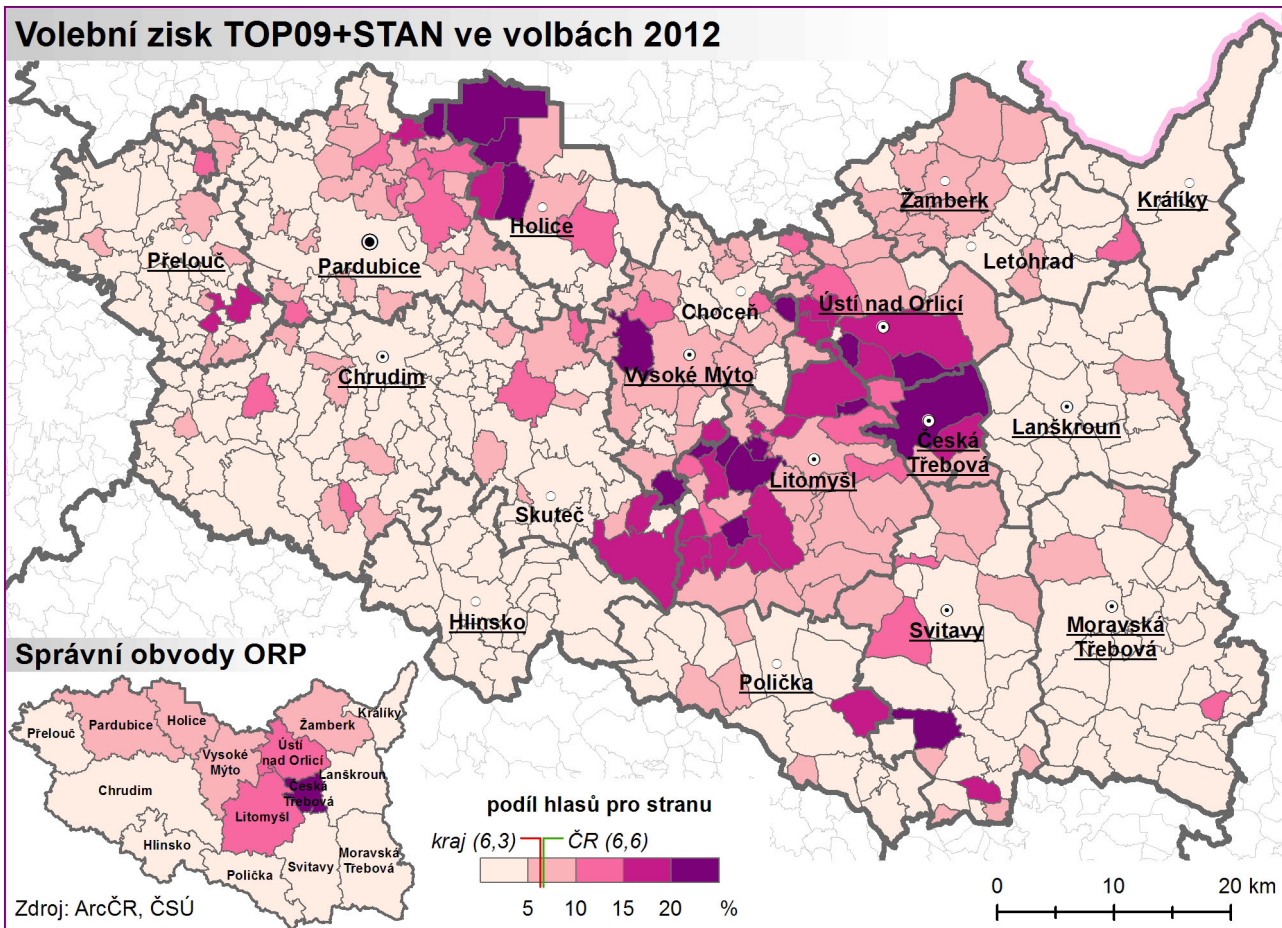 Volební zisk TOP09+STAN ve volbách 2012
Žamberk
Králíky
Holice
Přelouč
Pardubice
Letohrad
Choceň
Ústí nad Orlicí
Chrudim
Vysoké Mýto
Lanškroun
Česká
Třebová
Litomyšl
Skuteč
Hlinsko
Svitavy
Moravská
Třebová
Polička
Správní obvody ORP
Přelouč
Pardubice
Holice
Žamberk
Králíky
Vysoké
Mýto
Ústí
nad Orlicí
Lanškroun
Česká
Třebová
Chrudim
Litomyšl
Hlinsko
Polička
Svitavy
Moravská
Třebová
Zdroj: ArcČR, ČSÚ
podíl hlasů pro stranu
kraj (6,3) ČR (6,6)
5 10 15 20 %
0 10 20 km